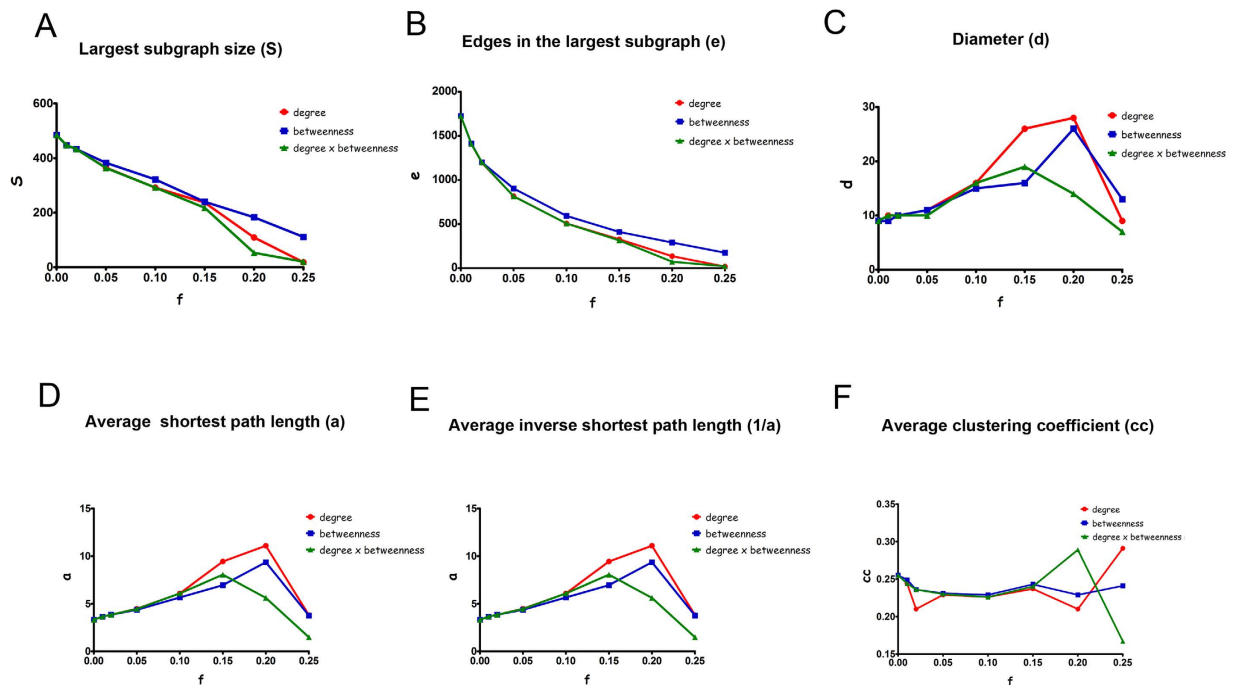 A
Largest subgraph size (S)
600
400
200
0
S
0.00 0.05 0.10 0.15 0.20 0.25
f
degree
betweenness
degree x betweenness
B
Edges in the largest subgraph (e)
2000
1500
1000
500
0
e
0.00 0.05 0.10 0.15 0.20 0.25
f
degree
betweenness
degree x betweenness
C
Diameter (d)
30
20
10
0
d
0.00 0.05 0.10 0.15 0.20 0.25
f
degree
betweenness
degree x betweenness
D
Average shortest path length (a)
15
10
5
0
a
0.00 0.05 0.10 0.15 0.20 0.25
f
degree
betweenness
degree x betweenness
E
Average inverse shortest path length (1/a)
15
10
5
0
a
0.00 0.05 0.10 0.15 0.20 0.25
f
degree
betweenness
degree x betweenness
F
Average clustering coefficient (cc)
0.35
0.30
0.25
0.20
0.15
cc
0.00 0.05 0.10 0.15 0.20 0.25
f
degree
betweenness
degree x betweenness